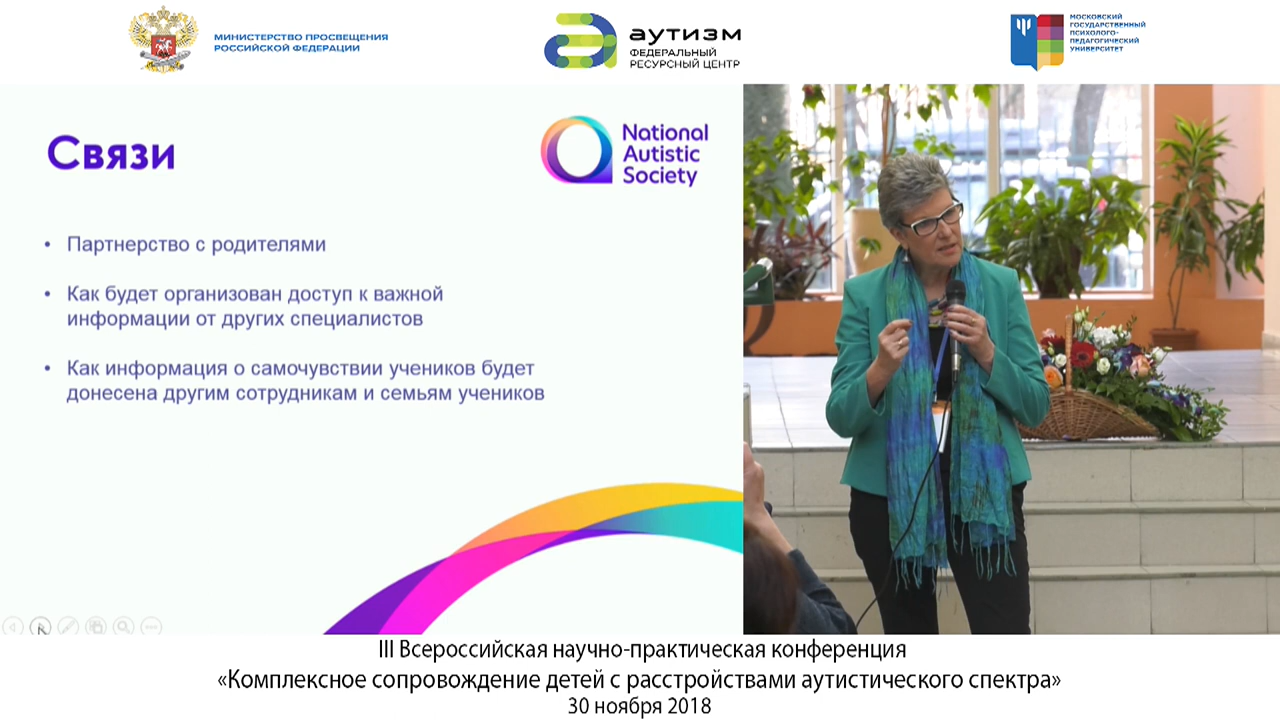 МИНИСТЕРСТВО ПРОСВЕЩЕНИЯ
РОССИЙСКОЙ ФЕДЕРАЦИИ
аутизм
ФЕДЕРАЛЬНЫЙ
РЕСУРСНЫЙ ЦЕНТР
МОСКОВСКИЙ
ГОСУДАРСТВЕННЫЙ
ПСИХОЛОГО-
ПЕДАГОГИЧЕСКИЙ
УНИВЕРСИТЕТ
Связи
National
Autistic
Society
• Партнерство с родителями
• Как будет организован доступ к важной
информации от других специалистов
• Как информация о самочувствии учеников будет
донесена другим сотрудникам и семьям учеников
III Всероссийская научно-практическая конференция
«Комплексное сопровождение детей с расстройствами аутистического спектра»
30 ноября 2018